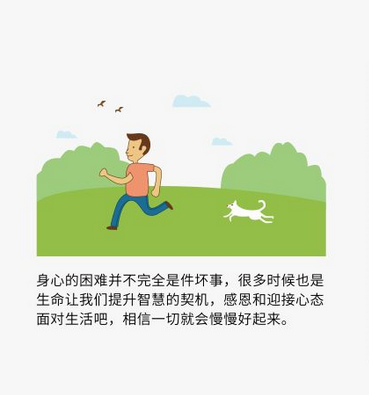 身心的困难并不完全是件坏事，很多时候也是
生命让我们提升智慧的契机，感恩和迎接心态
面对生活吧，相信一切就会慢慢好起来。